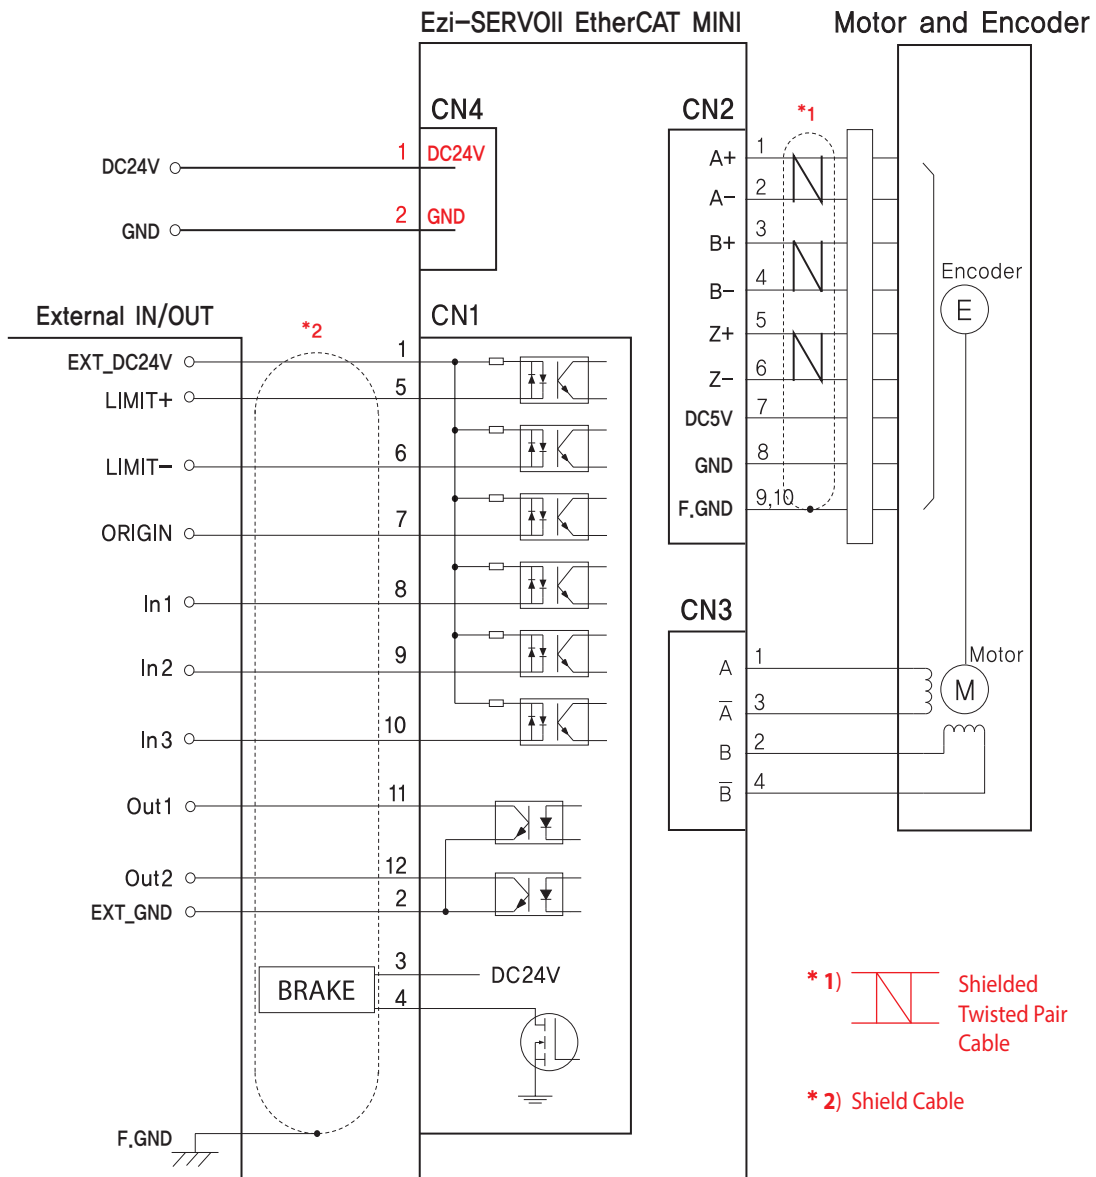 Ezi-SERVOII EtherCAT MINI
Motor and Encoder
CN4
DC24V
1
DC24V
GND
2
GND
CN2
*1
A+
1
A-
2
B+
3
B-
4
Z+
5
Z-
6
DC5V
7
GND
8
F.GND
9,10
Encoder
E
External IN/OUT
*2
CN1
EXT_DC24V
1
LIMIT+
5
LIMIT-
6
ORIGIN
7
In1
8
In2
9
In3
10
Out1
11
Out2
12
EXT_GND
2
BRAKE
3
DC24V
4
F.GND
CN3
A
1
A̅
3
B
2
B̅
4
Motor
M
* 1)
Shielded
Twisted Pair
Cable
* 2) Shield Cable